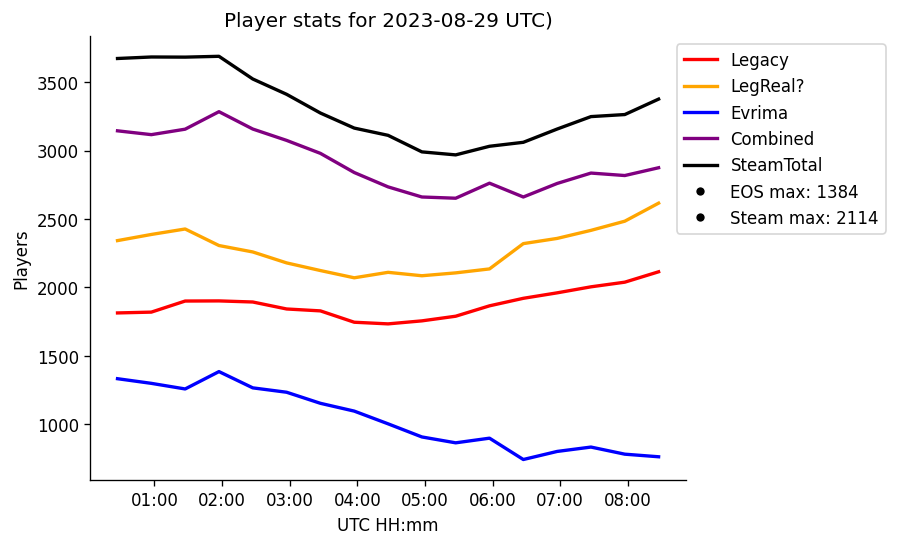 Player stats for 2023-08-29 UTC)
Legacy
LegReal?
Evrima
Combined
SteamTotal
EOS max: 1384
Steam max: 2114
Players
3500
3000
2500
2000
1500
1000
01:00 02:00 03:00 04:00 05:00 06:00 07:00 08:00
UTC HH:mm